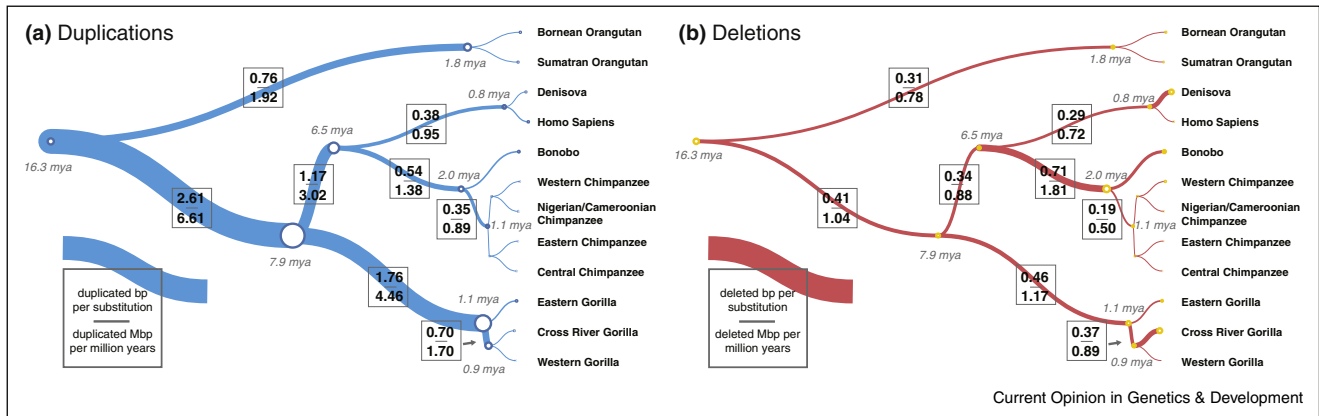 (a) Duplications
Bornean Orangutan
1.8 mya
Sumatran Orangutan
0.76
1.92
0.8 mya
Denisova
0.38
0.95
Homo Sapiens
6.5 mya
16.3 mya
Bonobo
0.54
1.38
2.0 mya
1.17
3.02
Western Chimpanzee
2.61
6.61
0.35
0.89
1.1 mya
Nigerian/Cameroonian
Chimpanzee
Eastern Chimpanzee
7.9 mya
Central Chimpanzee
duplicated bp
per substitution
duplicated Mbp
per million years
1.76
4.46
1.1 mya
Eastern Gorilla
0.70
1.70
Cross River Gorilla
0.9 mya
Western Gorilla
(b) Deletions
Bornean Orangutan
1.8 mya
Sumatran Orangutan
0.31
0.78
0.8 mya
Denisova
0.29
0.72
Homo Sapiens
6.5 mya
16.3 mya
Bonobo
0.71
1.81
2.0 mya
0.34
0.88
Western Chimpanzee
0.41
1.04
0.19
0.50
1.1 mya
Nigerian/Cameroonian
Chimpanzee
Eastern Chimpanzee
7.9 mya
Central Chimpanzee
deleted bp per
substitution
deleted Mbp per
million years
0.46
1.17
1.1 mya
Eastern Gorilla
0.37
0.89
Cross River Gorilla
0.9 mya
Western Gorilla
Current Opinion in Genetics & Development